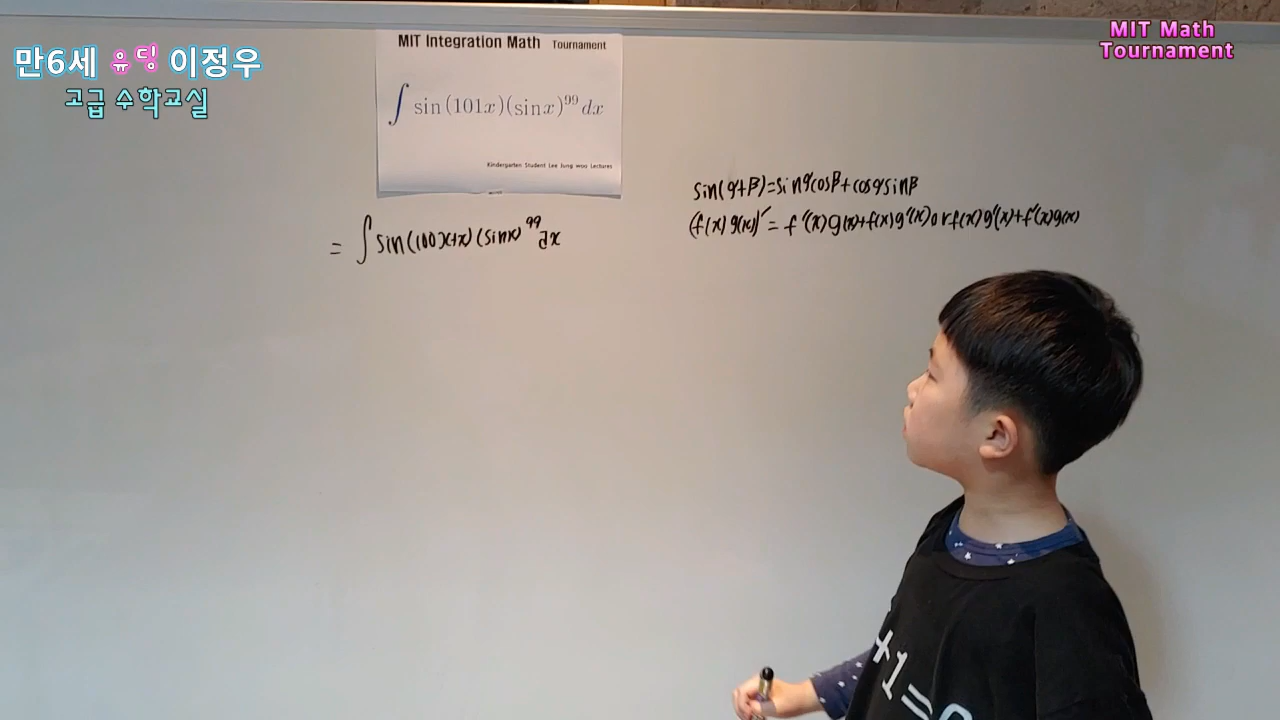 만6세 유딩 이정우
고급 수학교실
MIT Math
Tournament
MIT Integration Math Tournament
∫ sin (101x)(sinx)^99 dx
Kindergarten Student Lee Jung woo Lectures
sin(α+β)=sinαcosβ+cosαsinβ
(f(x)g(x))′ = f′(x)g(x)+f(x)g′(x) or f(x)g′(x)+f′(x)g(x)
= ∫ sin(100x+x)(sinx)^99 dx
+1=0